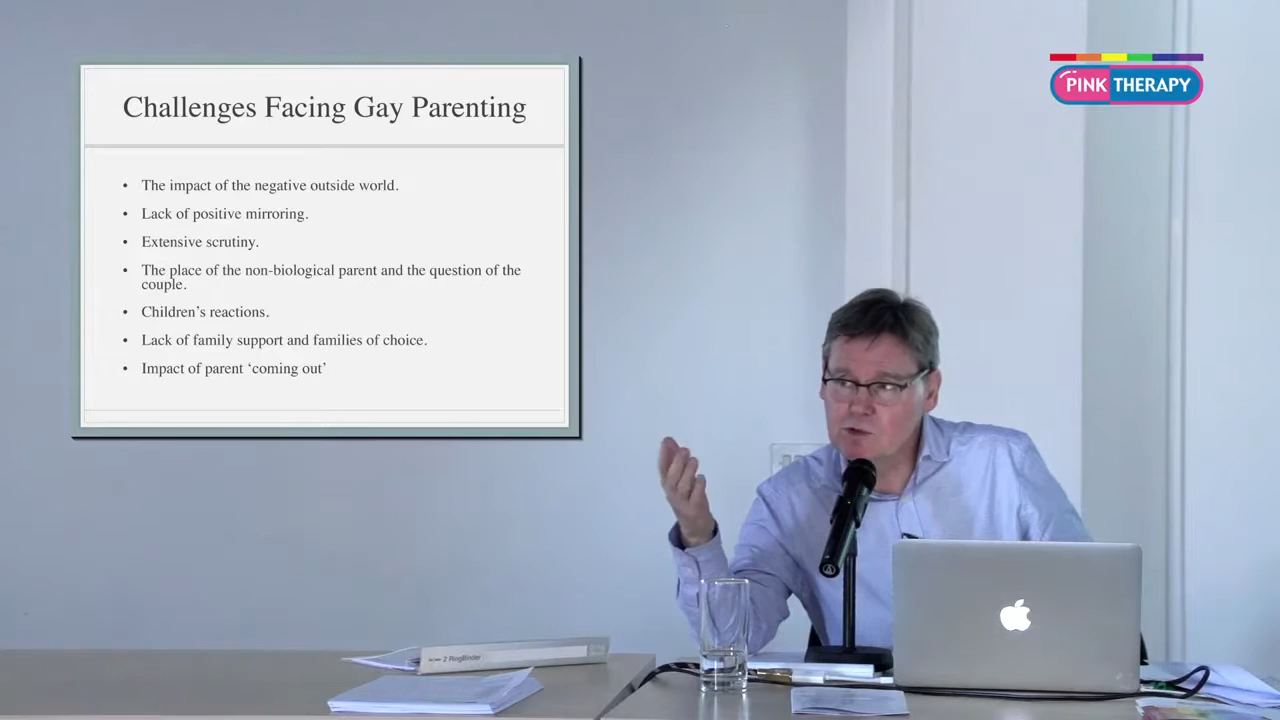 Challenges Facing Gay Parenting
• The impact of the negative outside world.
• Lack of positive mirroring.
• Extensive scrutiny.
• The place of the non-biological parent and the question of the
couple.
• Children’s reactions.
• Lack of family support and families of choice.
• Impact of parent ‘coming out’
PINK THERAPY
2 RingBinder